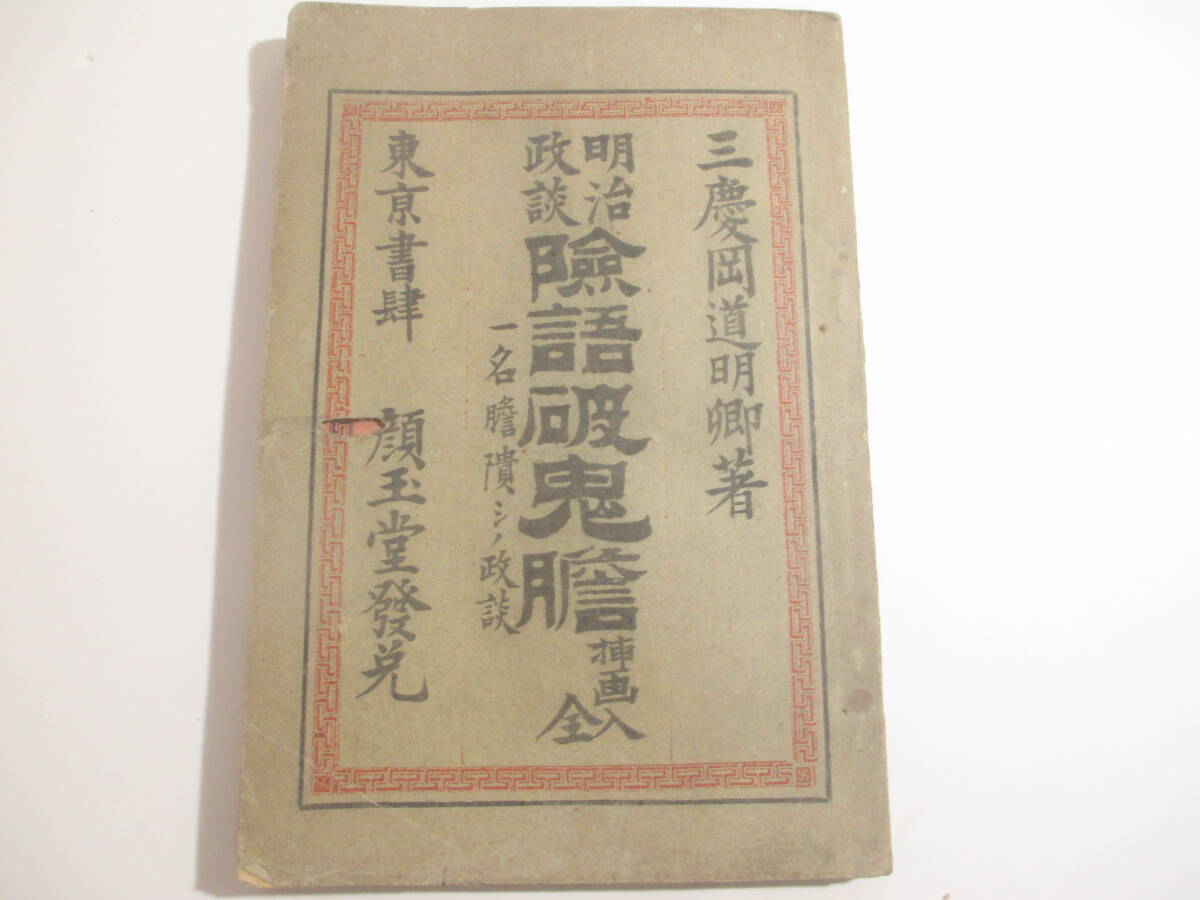 三慶岡道明卿著
明治
政談
險語破鬼膽
挿画入
全
一名膽潰シノ政談
東京書肆 顔玉堂發兌